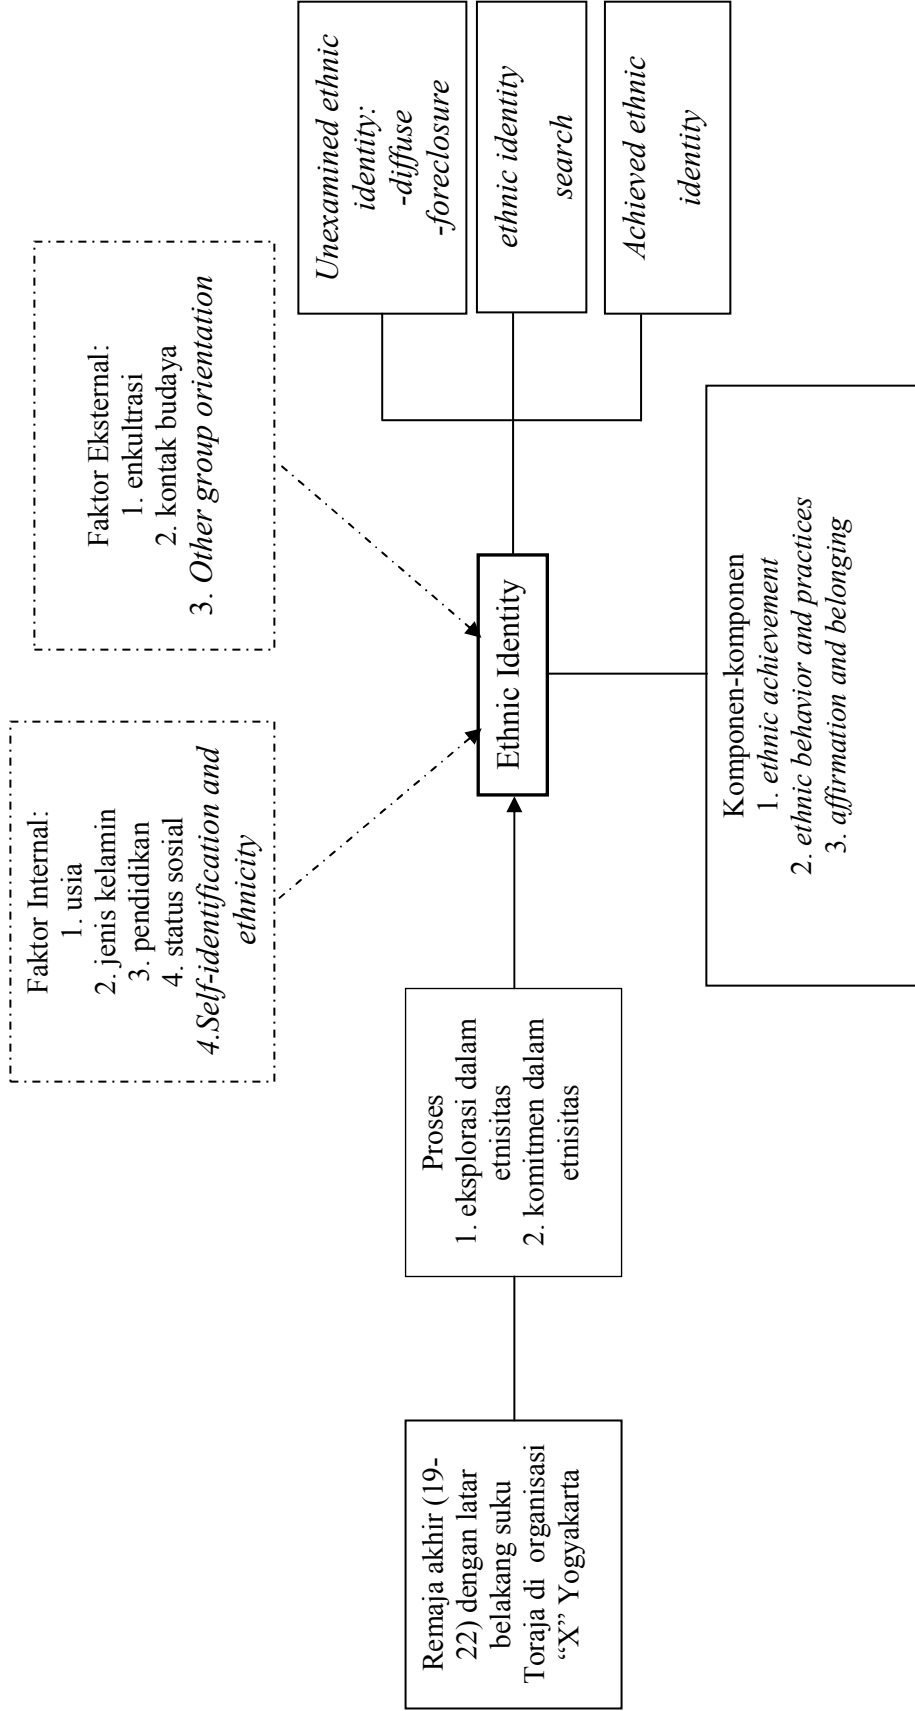 Faktor Internal:
1. usia
2. jenis kelamin
3. pendidikan
4. status sosial
4.Self-identification and
ethnicity
Faktor Eksternal:
1. enkultrasi
2. kontak budaya
3. Other group orientation
Remaja akhir (19-
22) dengan latar
belakang suku
Toraja di organisasi
“X” Yogyakarta
Proses
1. eksplorasi dalam
etnisitas
2. komitmen dalam
etnisitas
Ethnic Identity
Unexamined ethnic
identity:
-diffuse
-foreclosure
ethnic identity
search
Achieved ethnic
identity
Komponen-komponen
1. ethnic achievement
2. ethnic behavior and practices
3. affirmation and belonging